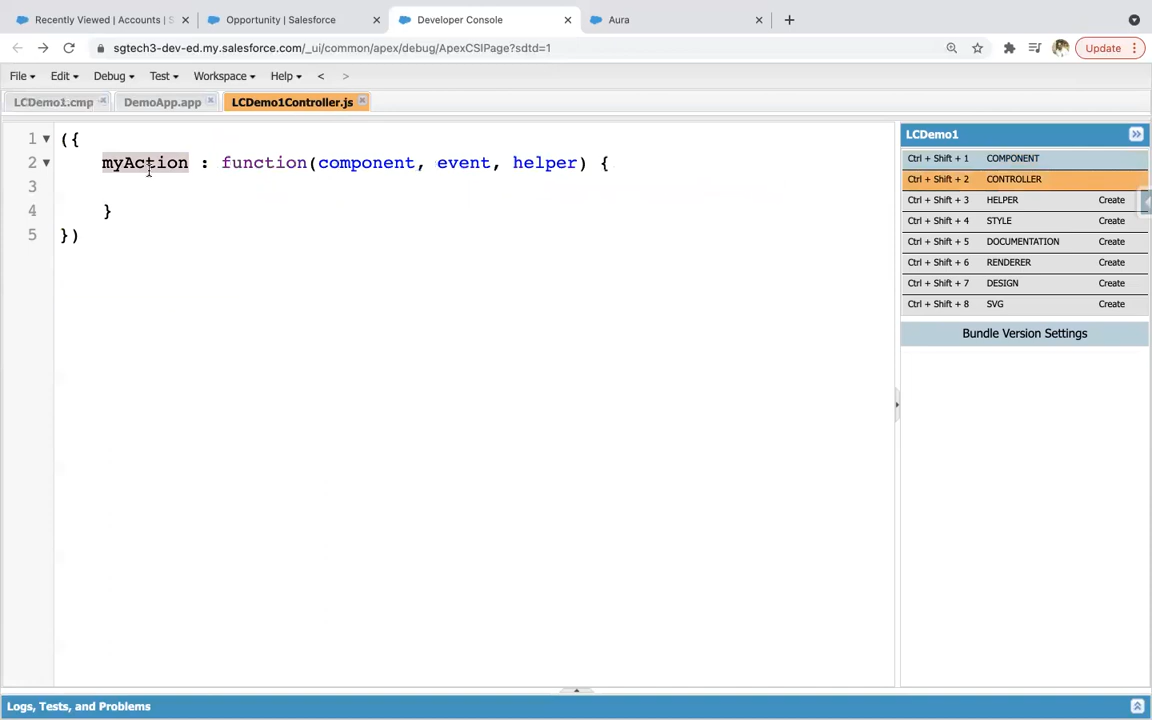 Recently Viewed | Accounts | S
Opportunity | Salesforce
Developer Console
Aura
sgtech3-dev-ed.my.salesforce.com/_ui/common/apex/debug/ApexCSIPage?sdtd=1
Update
File Edit Debug Test Workspace Help < >
LCDemo1.cmp DemoApp.app LCDemo1Controller.js
1 ({
2 myAction : function(component, event, helper) {
3
4 }
5 })
LCDemo1
Ctrl + Shift + 1 COMPONENT
Ctrl + Shift + 2 CONTROLLER
Ctrl + Shift + 3 HELPER Create
Ctrl + Shift + 4 STYLE Create
Ctrl + Shift + 5 DOCUMENTATION Create
Ctrl + Shift + 6 RENDERER Create
Ctrl + Shift + 7 DESIGN Create
Ctrl + Shift + 8 SVG Create
Bundle Version Settings
Logs, Tests, and Problems